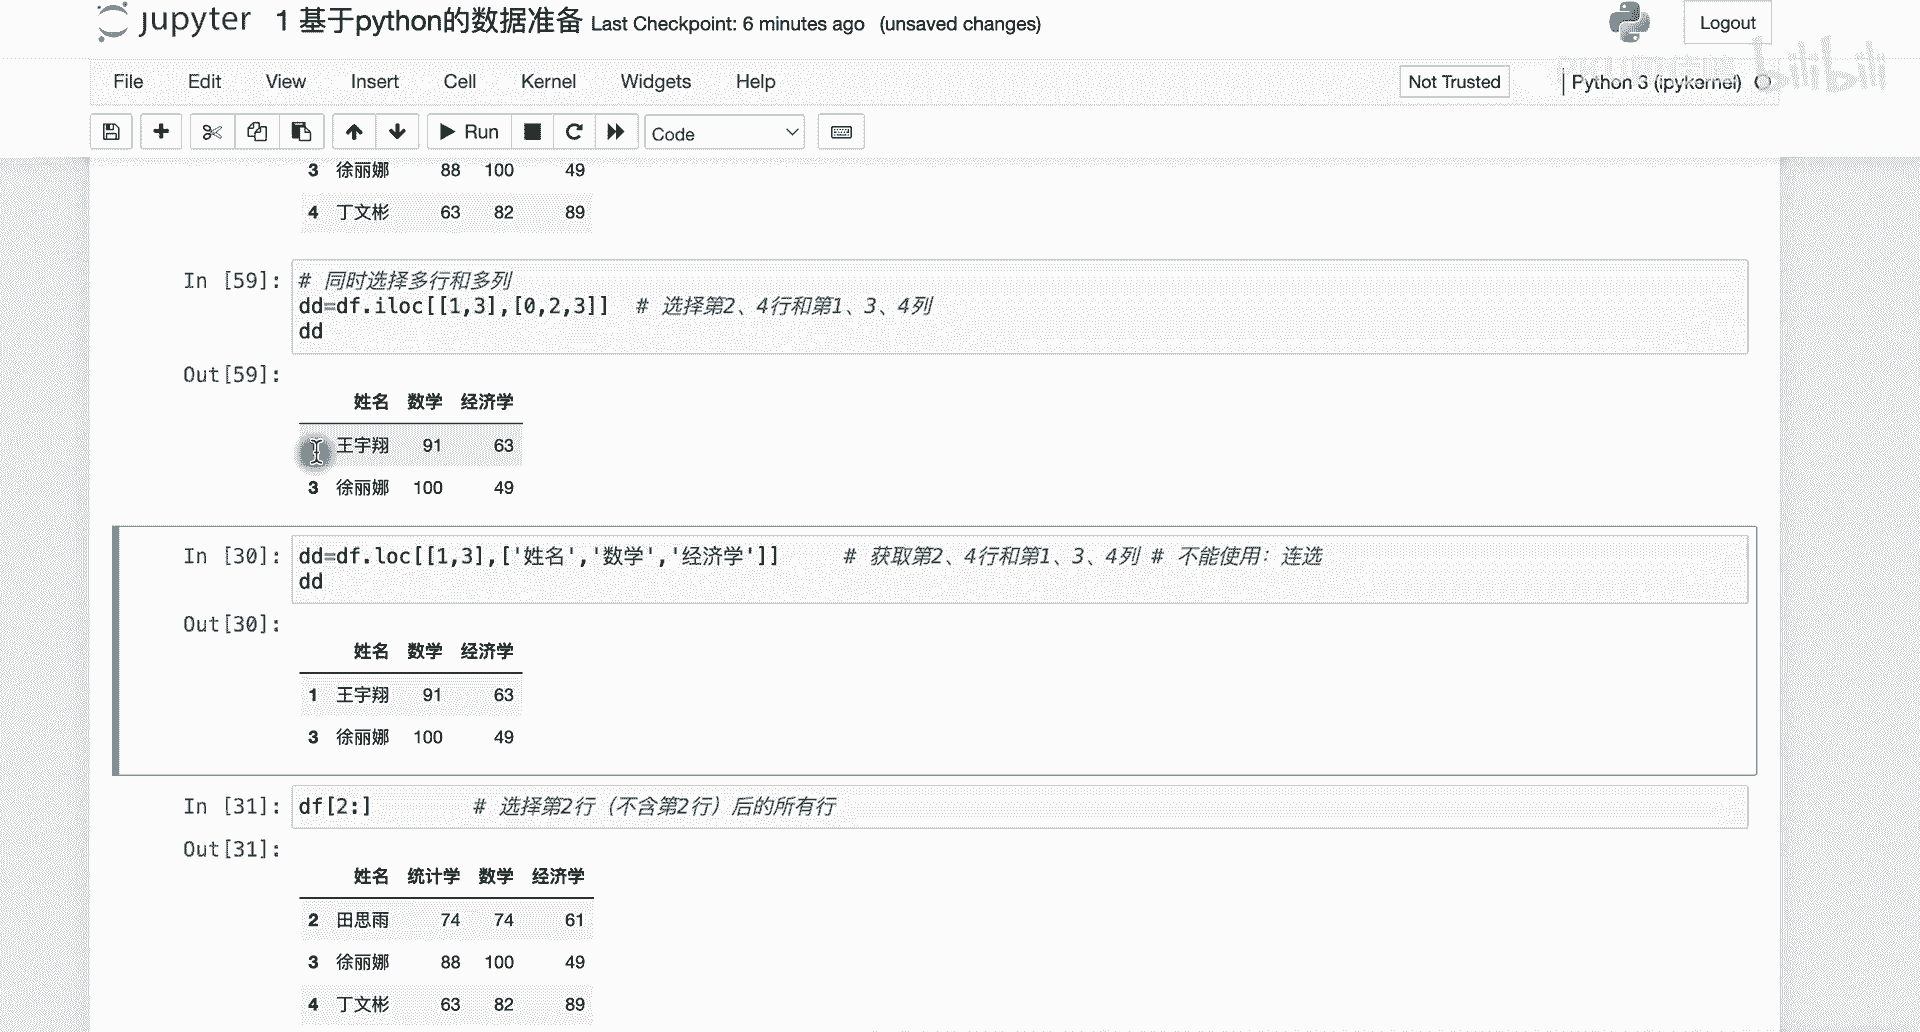 jupyter 1 基于python的数据准备 Last Checkpoint: 6 minutes ago (unsaved changes)
Logout
File Edit View Insert Cell Kernel Widgets Help
Not Trusted
Python 3 (ipykernel)
bilibili
Run
Code
3 徐丽娜 88 100 49
4 丁文彬 63 82 89
In [59]: # 同时选择多行和多列
dd=df.iloc[[1,3],[0,2,3]] # 选择第2、4行和第1、3、4列
dd
Out[59]:
姓名 数学 经济学
王宇翔 91 63
3 徐丽娜 100 49
In [30]: dd=df.loc[[1,3],['姓名','数学','经济学']] # 获取第2、4行和第1、3、4列 # 不能使用：连选
dd
Out[30]:
姓名 数学 经济学
1 王宇翔 91 63
3 徐丽娜 100 49
In [31]: df[2:] # 选择第2行（不含第2行）后的所有行
Out[31]:
姓名 统计学 数学 经济学
2 田思雨 74 74 61
3 徐丽娜 88 100 49
4 丁文彬 63 82 89